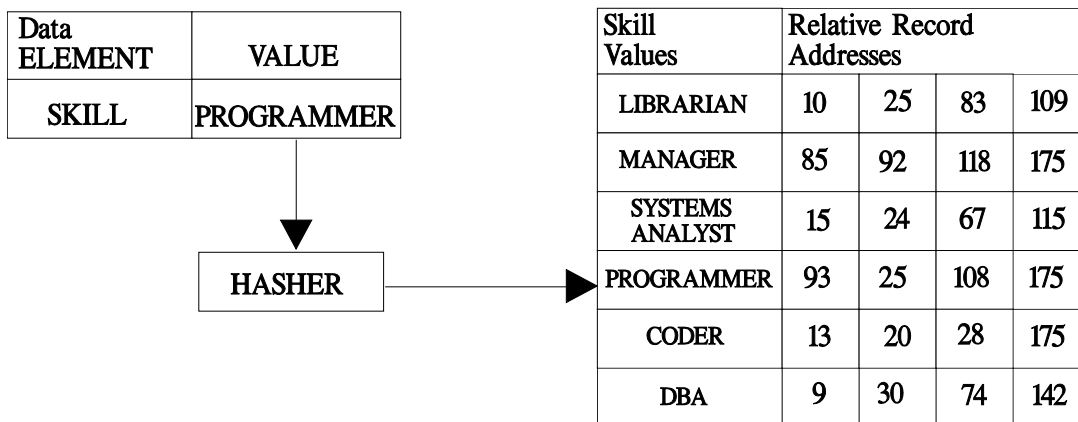 Data
ELEMENT VALUE
SKILL PROGRAMMER
HASHER
Skill
Values Relative Record
Addresses
LIBRARIAN 10 25 83 109
MANAGER 85 92 118 175
SYSTEMS
ANALYST 15 24 67 115
PROGRAMMER 93 25 108 175
CODER 13 20 28 175
DBA 9 30 74 142